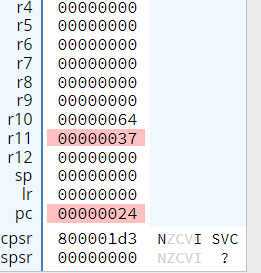 r4 00000000
r5 00000000
r6 00000000
r7 00000000
r8 00000000
r9 00000000
r10 00000064
r11 00000037
r12 00000000
sp 00000000
lr 00000000
pc 00000024
cpsr 800001d3 NZCVI SVC
spsr 00000000 NZCVI ?